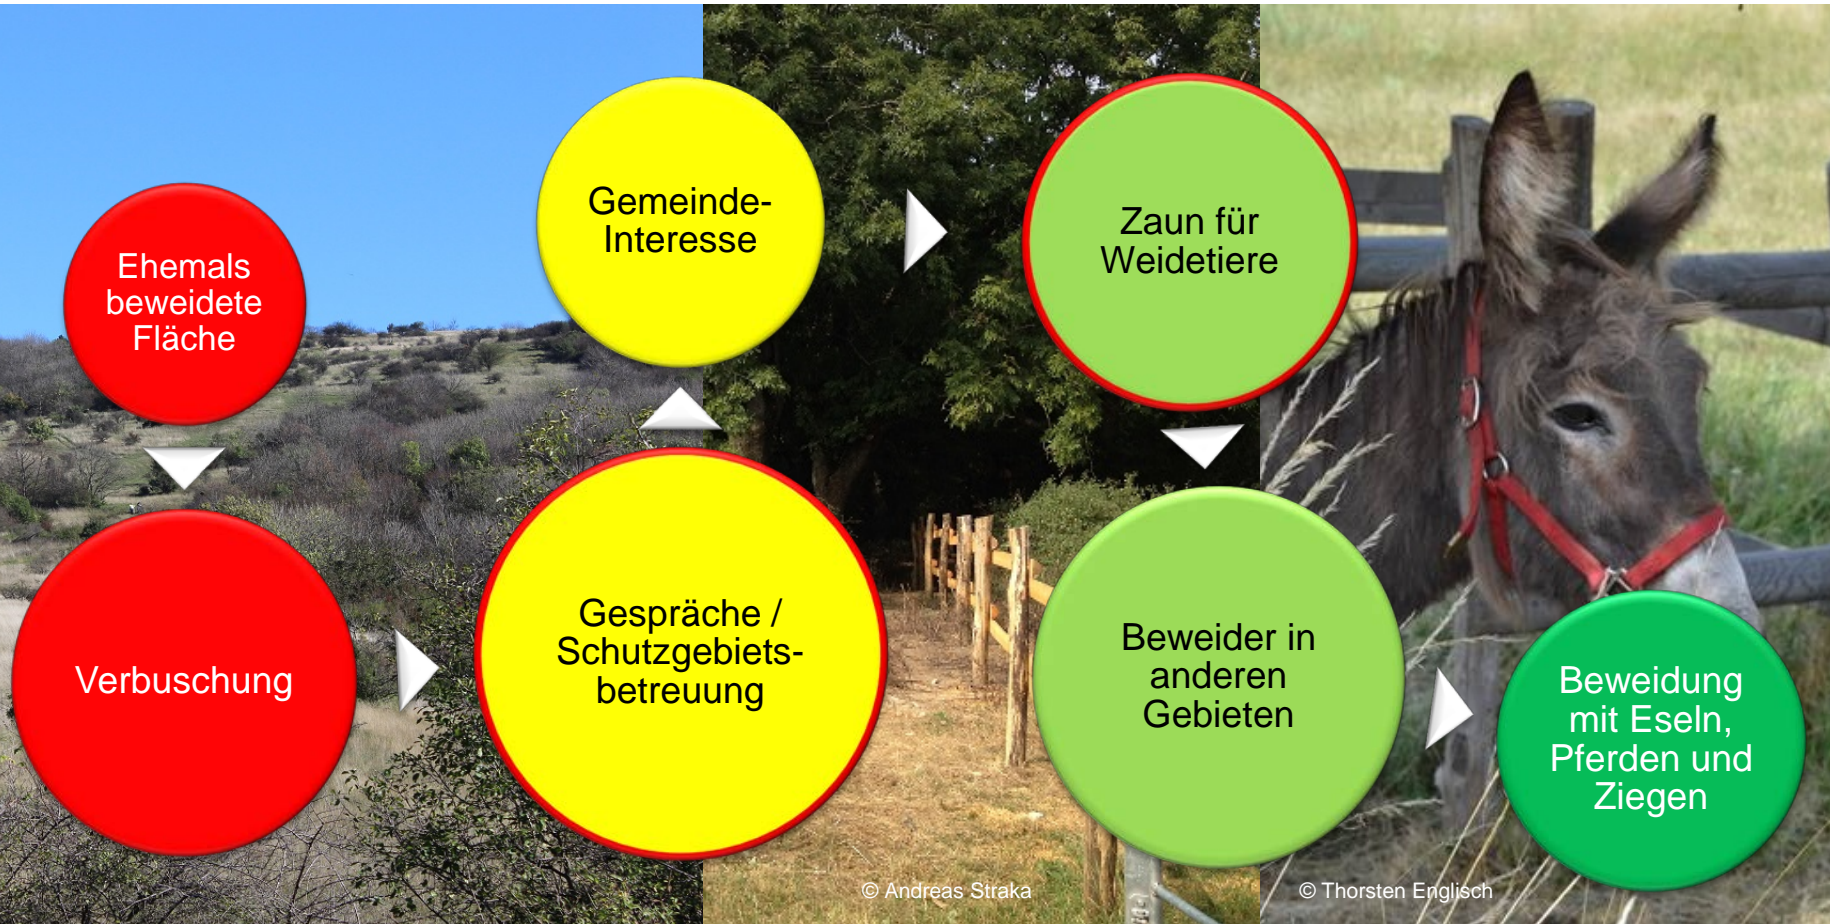 Ehemals
beweidete
Fläche
Verbuschung
Gespräche /
Schutzgebiets-
betreuung
Gemeinde-
Interesse
Zaun für
Weidetiere
Beweider in
anderen
Gebieten
Beweidung
mit Eseln,
Pferden und
Ziegen
© Andreas Straka
© Thorsten Englisch